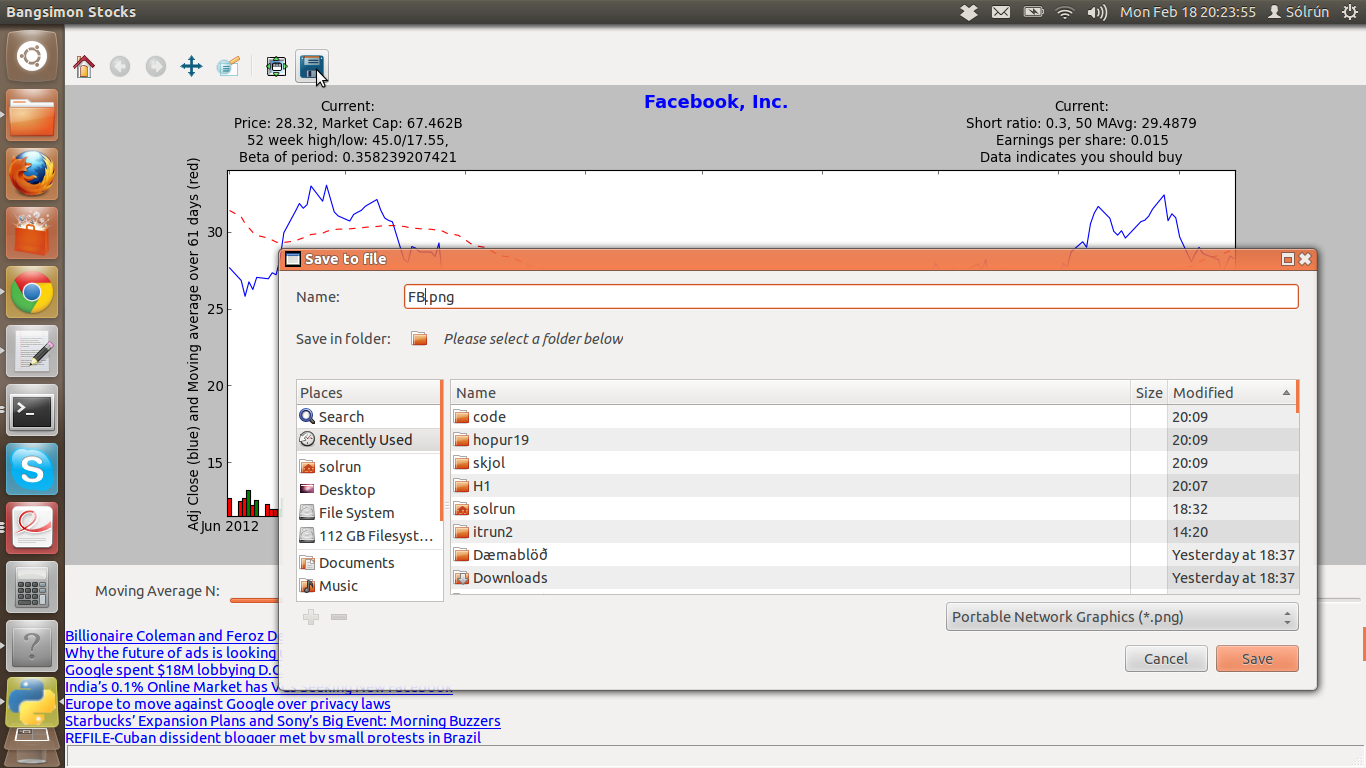 Bangsimon Stocks
Mon Feb 18 20:23:55 Sólrún
Facebook, Inc.
Current:
Price: 28.32, Market Cap: 67.462B
52 week high/low: 45.0/17.55,
Beta of period: 0.358239207421
Current:
Short ratio: 0.3, 50 MAvg: 29.4879
Earnings per share: 0.015
Data indicates you should buy
Adj Close (blue) and Moving average over 61 days (red)
30
25
20
15
Jun 2012
Save to file
Name: FB.png
Save in folder: Please select a folder below
Places
Search
Recently Used
solrun
Desktop
File System
112 GB Filesyst...
Documents
Music
Name Size Modified
code 20:09
hopur19 20:09
skjol 20:09
H1 20:07
solrun 18:32
itrun2 14:20
Dæmablöð Yesterday at 18:37
Downloads Yesterday at 18:37
Portable Network Graphics (*.png)
Cancel Save
Moving Average N:
Billionaire Coleman and Feroz
Why the future of ads is looking
Google spent $18M lobbying D.C
India's 0.1% Online Market has VCs Seeking New Facebook
Europe to move against Google over privacy laws
Starbucks' Expansion Plans and Sony's Big Event: Morning Buzzers
REFILE-Cuban dissident blogger met by small protests in Brazil